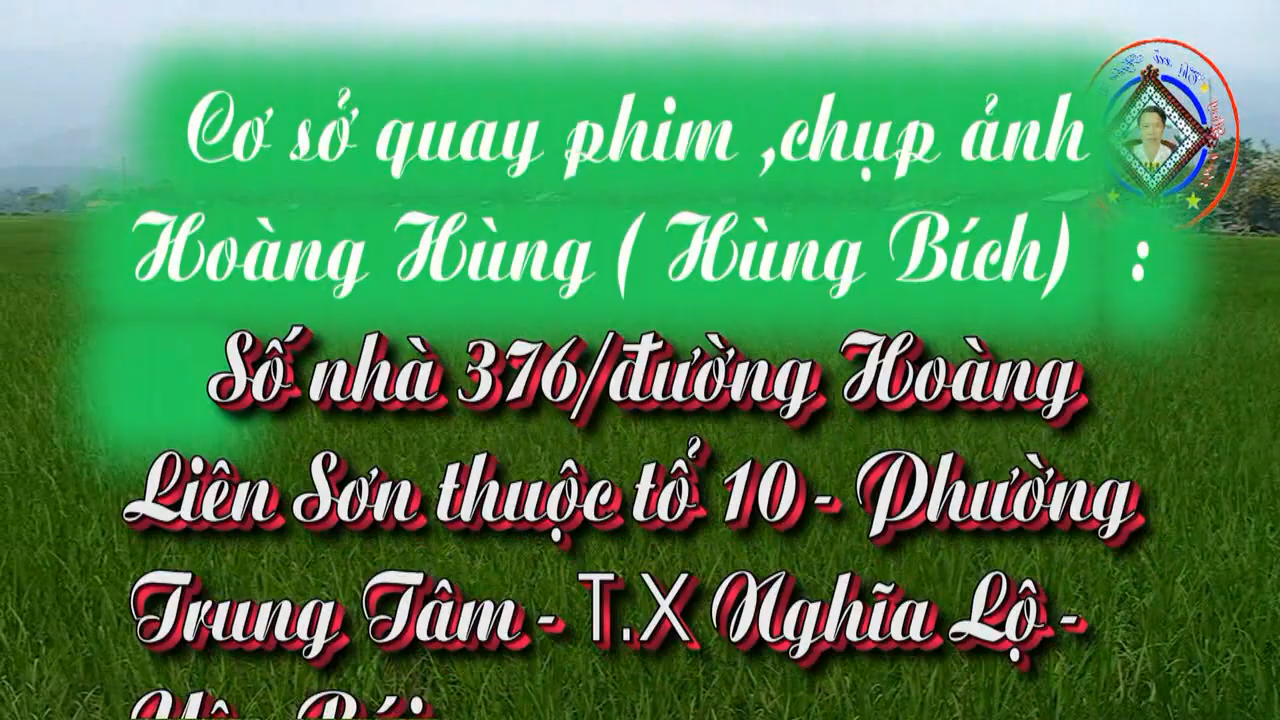 Cơ sở quay phim ,chụp ảnh
Hoàng Hùng ( Hùng Bích) :
Số nhà 376/đường Hoàng
Liên Sơn thuộc tổ 10 - Phường
Trung Tâm - T.X Nghĩa Lộ -